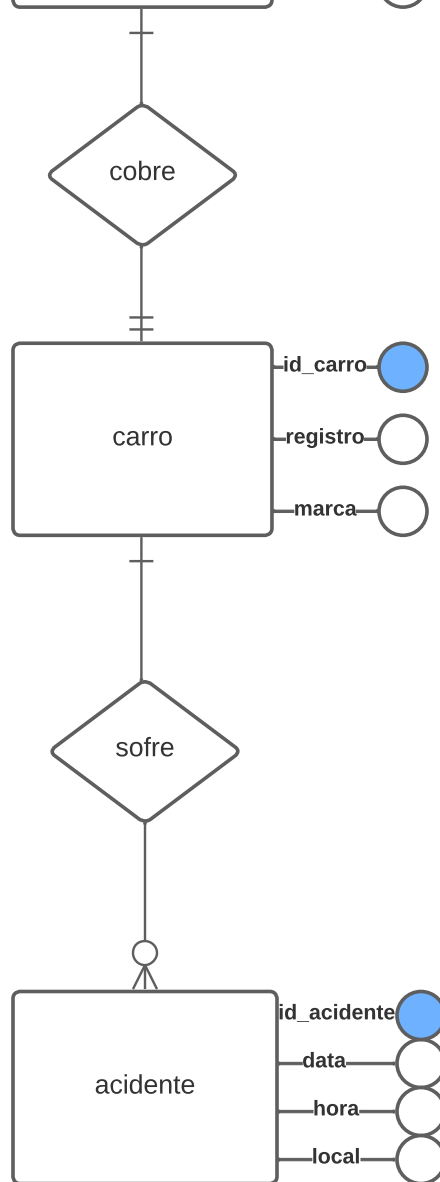 cobre
id_carro
carro
registro
marca
sofre
id_acidente
data
acidente
hora
local